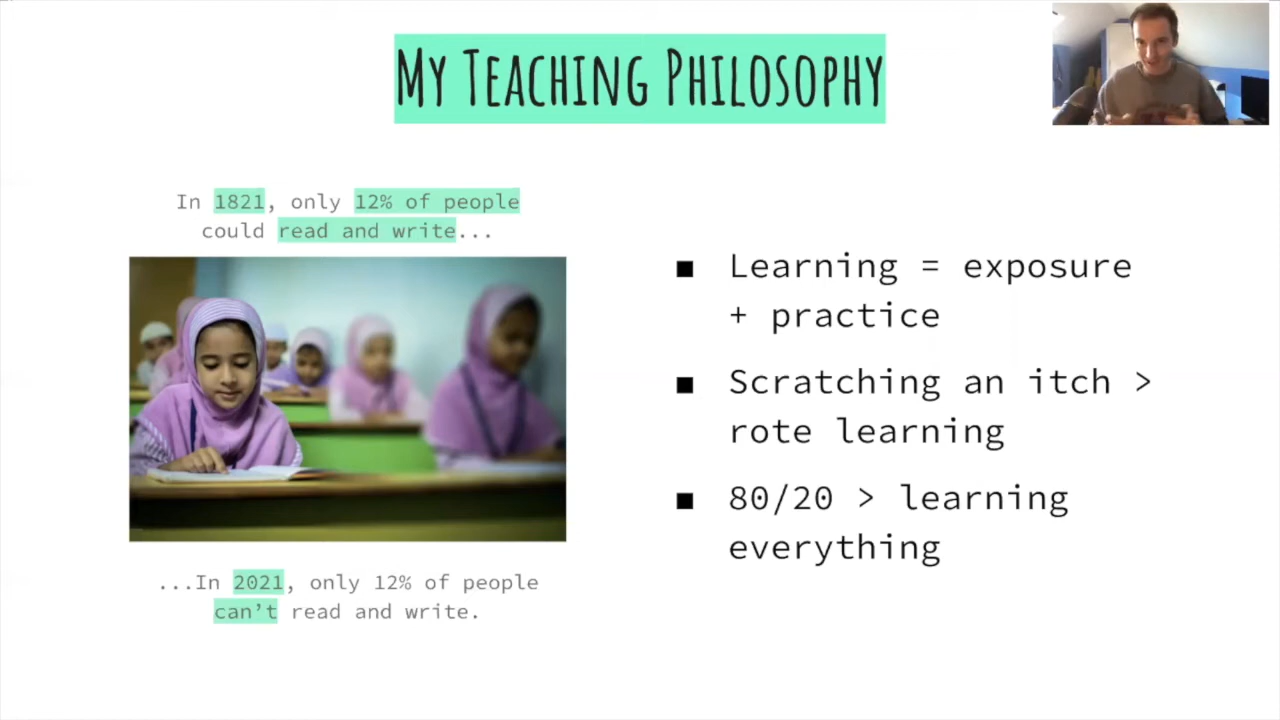 My Teaching Philosophy
In 1821, only 12% of people
could read and write...
...In 2021, only 12% of people
can’t read and write.
■ Learning = exposure
+ practice
■ Scratching an itch >
rote learning
■ 80/20 > learning
everything